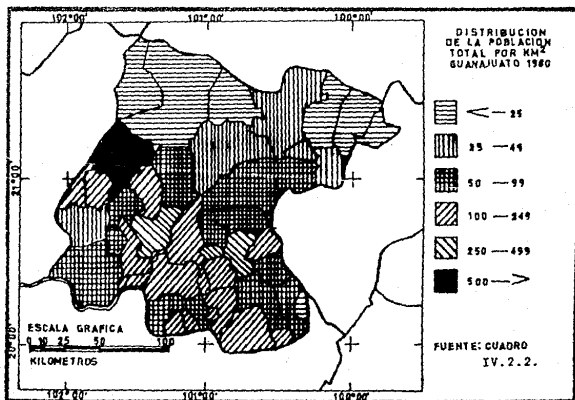 102°00' 101°00' 100°00'
DISTRIBUCION
DE LA POBLACION
TOTAL POR KM2
GUANAJUATO 1980
< — 25
25 — 49
50 — 99
100 — 249
250 — 499
500 — >
21°00'
20°00'
ESCALA GRAFICA
0 10 25 50 100
KILOMETROS
FUENTE: CUADRO
IV.2.2.
102°00' 101°00' 100°00'